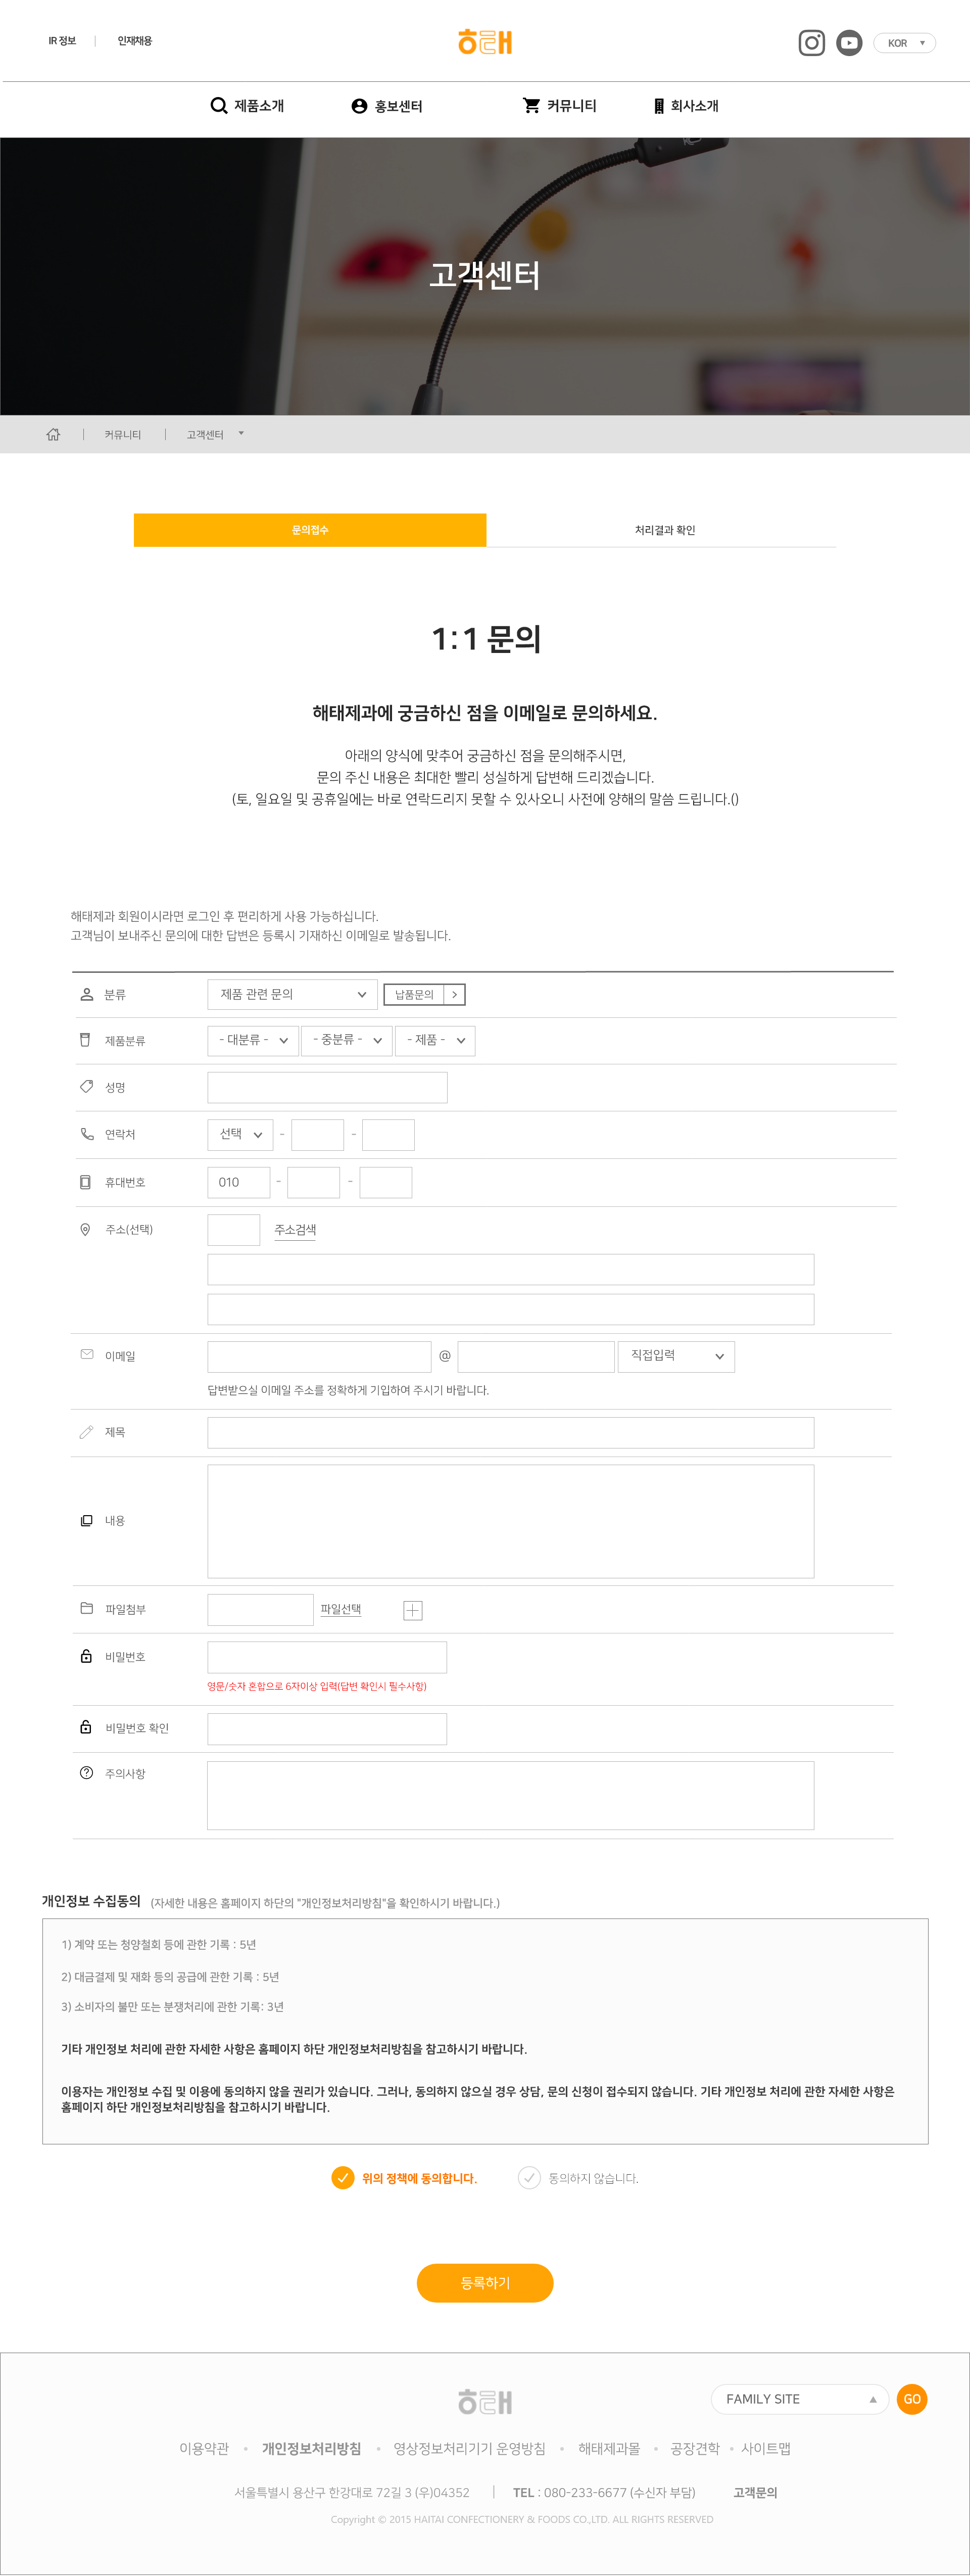 IR 정보
인재채용
해태
KOR
제품소개
홍보센터
커뮤니티
회사소개
고객센터
커뮤니티
고객센터
문의접수
처리결과 확인
1:1 문의
해태제과에 궁금하신 점을 이메일로 문의하세요.
아래의 양식에 맞추어 궁금하신 점을 문의해주시면,
문의 주신 내용은 최대한 빨리 성실하게 답변해 드리겠습니다.
(토, 일요일 및 공휴일에는 바로 연락드리지 못할 수 있사오니 사전에 양해의 말씀 드립니다.()
해태제과 회원이시라면 로그인 후 편리하게 사용 가능하십니다.
고객님이 보내주신 문의에 대한 답변은 등록시 기재하신 이메일로 발송됩니다.
분류 제품 관련 문의 납품문의
제품분류 - 대분류 - - 중분류 - - 제품 -
성명
연락처 선택 - -
휴대번호 010 - -
주소(선택) 주소검색
이메일 @ 직접입력
답변받으실 이메일 주소를 정확하게 기입하여 주시기 바랍니다.
제목
내용
파일첨부 파일선택
비밀번호
영문/숫자 혼합으로 6자이상 입력(답변 확인시 필수사항)
비밀번호 확인
주의사항
개인정보 수집동의 (자세한 내용은 홈페이지 하단의 "개인정보처리방침"을 확인하시기 바랍니다.)
1) 계약 또는 청양철회 등에 관한 기록 : 5년
2) 대금결제 및 재화 등의 공급에 관한 기록 : 5년
3) 소비자의 불만 또는 분쟁처리에 관한 기록: 3년
기타 개인정보 처리에 관한 자세한 사항은 홈페이지 하단 개인정보처리방침을 참고하시기 바랍니다.
이용자는 개인정보 수집 및 이용에 동의하지 않을 권리가 있습니다. 그러나, 동의하지 않으실 경우 상담, 문의 신청이 접수되지 않습니다. 기타 개인정보 처리에 관한 자세한 사항은
홈페이지 하단 개인정보처리방침을 참고하시기 바랍니다.
위의 정책에 동의합니다. 동의하지 않습니다.
등록하기
해태
FAMILY SITE
GO
이용약관 • 개인정보처리방침 • 영상정보처리기기 운영방침 • 해태제과몰 • 공장견학 • 사이트맵
서울특별시 용산구 한강대로 72길 3 (우)04352 | TEL : 080-233-6677 (수신자 부담) 고객문의
Copyright © 2015 HAITAI CONFECTIONERY & FOODS CO.,LTD. ALL RIGHTS RESERVED